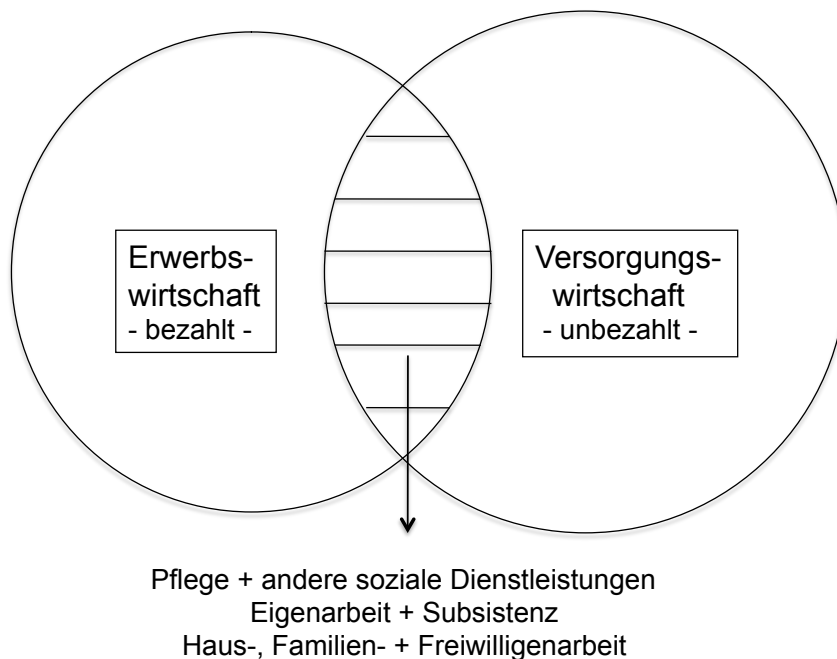 Erwerbs-
wirtschaft
- bezahlt -
Versorgungs-
wirtschaft
- unbezahlt -
Pflege + andere soziale Dienstleistungen
Eigenarbeit + Subsistenz
Haus-, Familien- + Freiwilligenarbeit